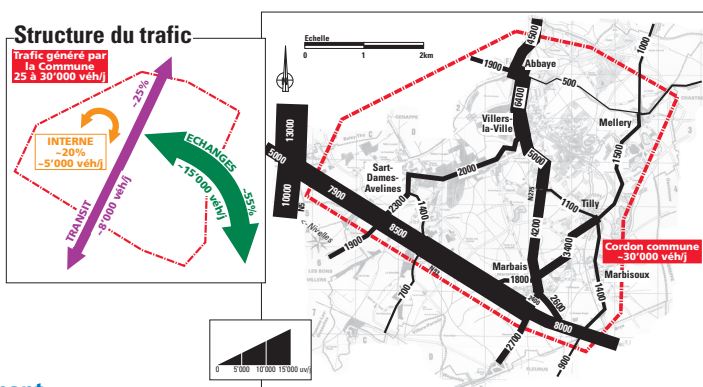 Structure du trafic
Trafic généré par
la Commune
25 à 30'000 véh/j
~25%
INTERNE
~20%
~5'000 véh/j
ECHANGES
~15'000 véh/j
~55%
TRANSIT
~8'000 véh/j
Echelle
0
1
2km
N
4500
1900
Abbaye
500
1000
6400
Villers-
la-Ville
Mellery
13000
5000
10000
N5
7900
Sart-
Dames-
Avelines
2000
5000
1500
2300
1400
N275
1100
Tilly
<- Nivelles
1900
8500
4200
3400
Cordon commune
~30'000 véh/j
700
N93
Marbais
1800
Marbisoux
2600
1400
8000
2700
900
0
5'000
10'000
15'000 uv/j